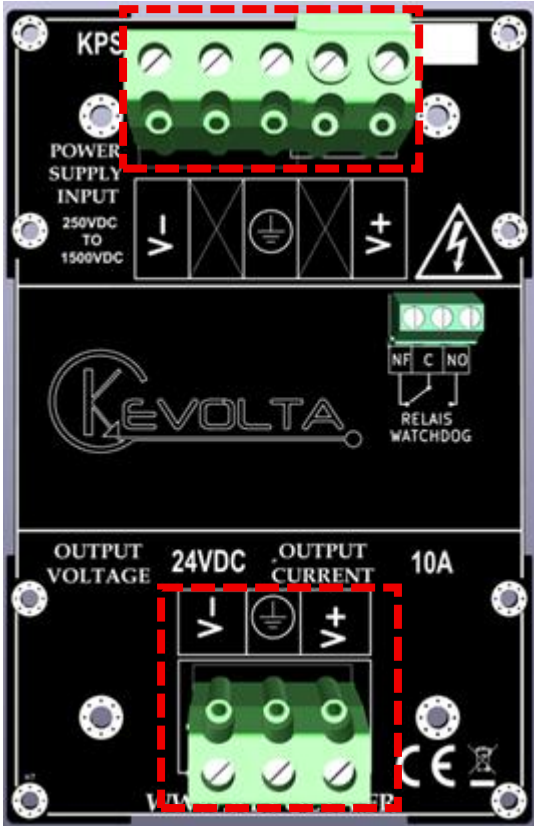 KPS
POWER
SUPPLY
INPUT
250VDC
TO
1500VDC
V-
V+
NF C NO
RELAIS
WATCHDOG
KEVOLTA
OUTPUT
VOLTAGE
24VDC
OUTPUT
CURRENT
10A
V-
V+
CE